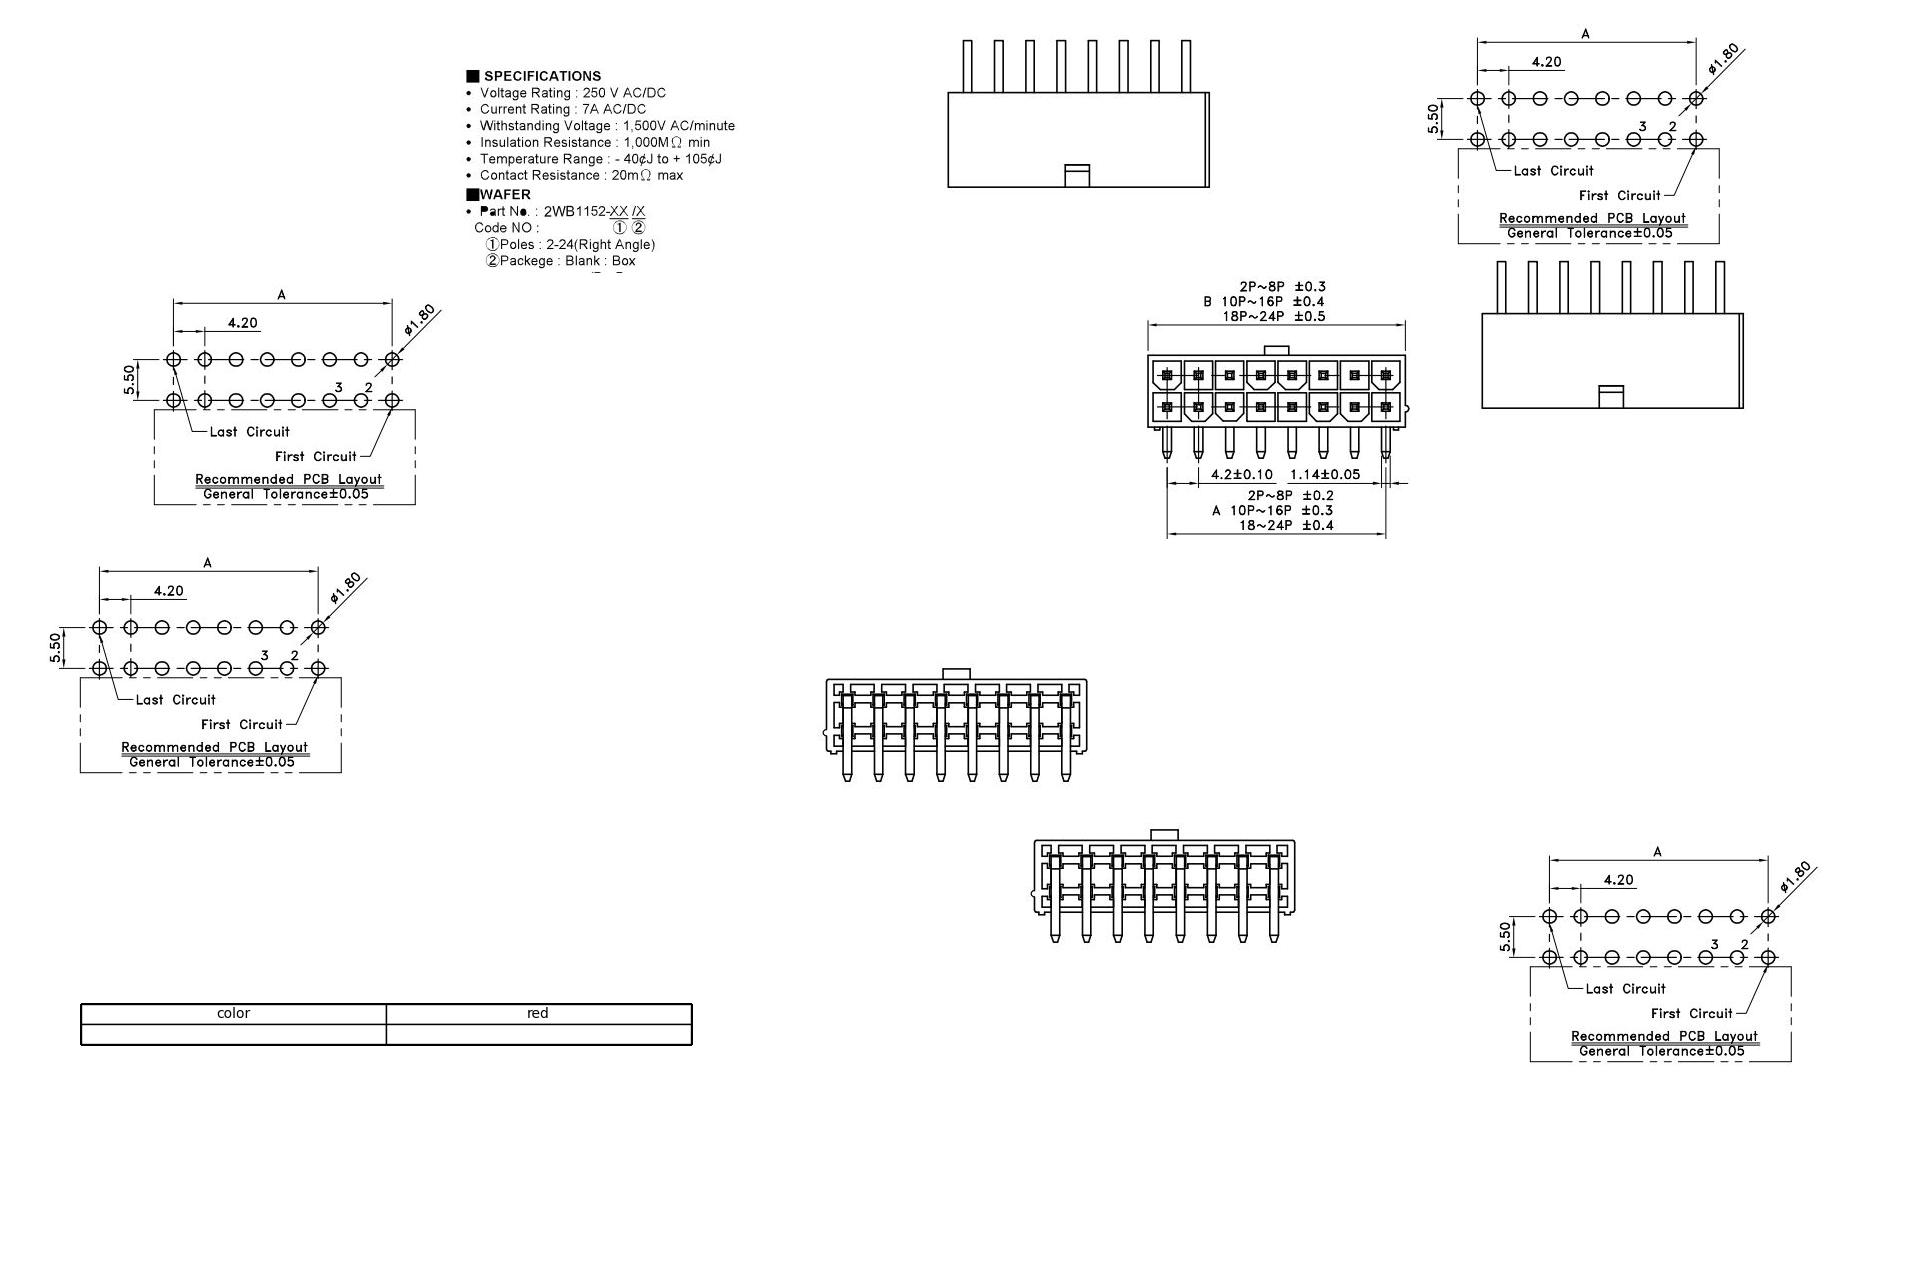 ■ SPECIFICATIONS
• Voltage Rating : 250 V AC/DC
• Current Rating : 7A AC/DC
• Withstanding Voltage : 1,500V AC/minute
• Insulation Resistance : 1,000MΩ min
• Temperature Range : - 40¢J to + 105¢J
• Contact Resistance : 20mΩ max
■WAFER
• Part No. : 2WB1152-XX /X
Code NO : ① ②
①Poles : 2-24(Right Angle)
②Packege : Blank : Box
A
4.20
ø1.80
5.50
3 2
Last Circuit
First Circuit
Recommended PCB Layout
General Tolerance±0.05
A
4.20
ø1.80
5.50
3 2
Last Circuit
First Circuit
Recommended PCB Layout
General Tolerance±0.05
2P~8P ±0.3
B 10P~16P ±0.4
18P~24P ±0.5
4.2±0.10 1.14±0.05
2P~8P ±0.2
A 10P~16P ±0.3
18~24P ±0.4
A
4.20
ø1.80
5.50
3 2
Last Circuit
First Circuit
Recommended PCB Layout
General Tolerance±0.05
A
4.20
ø1.80
5.50
3 2
Last Circuit
First Circuit
Recommended PCB Layout
General Tolerance±0.05
color red